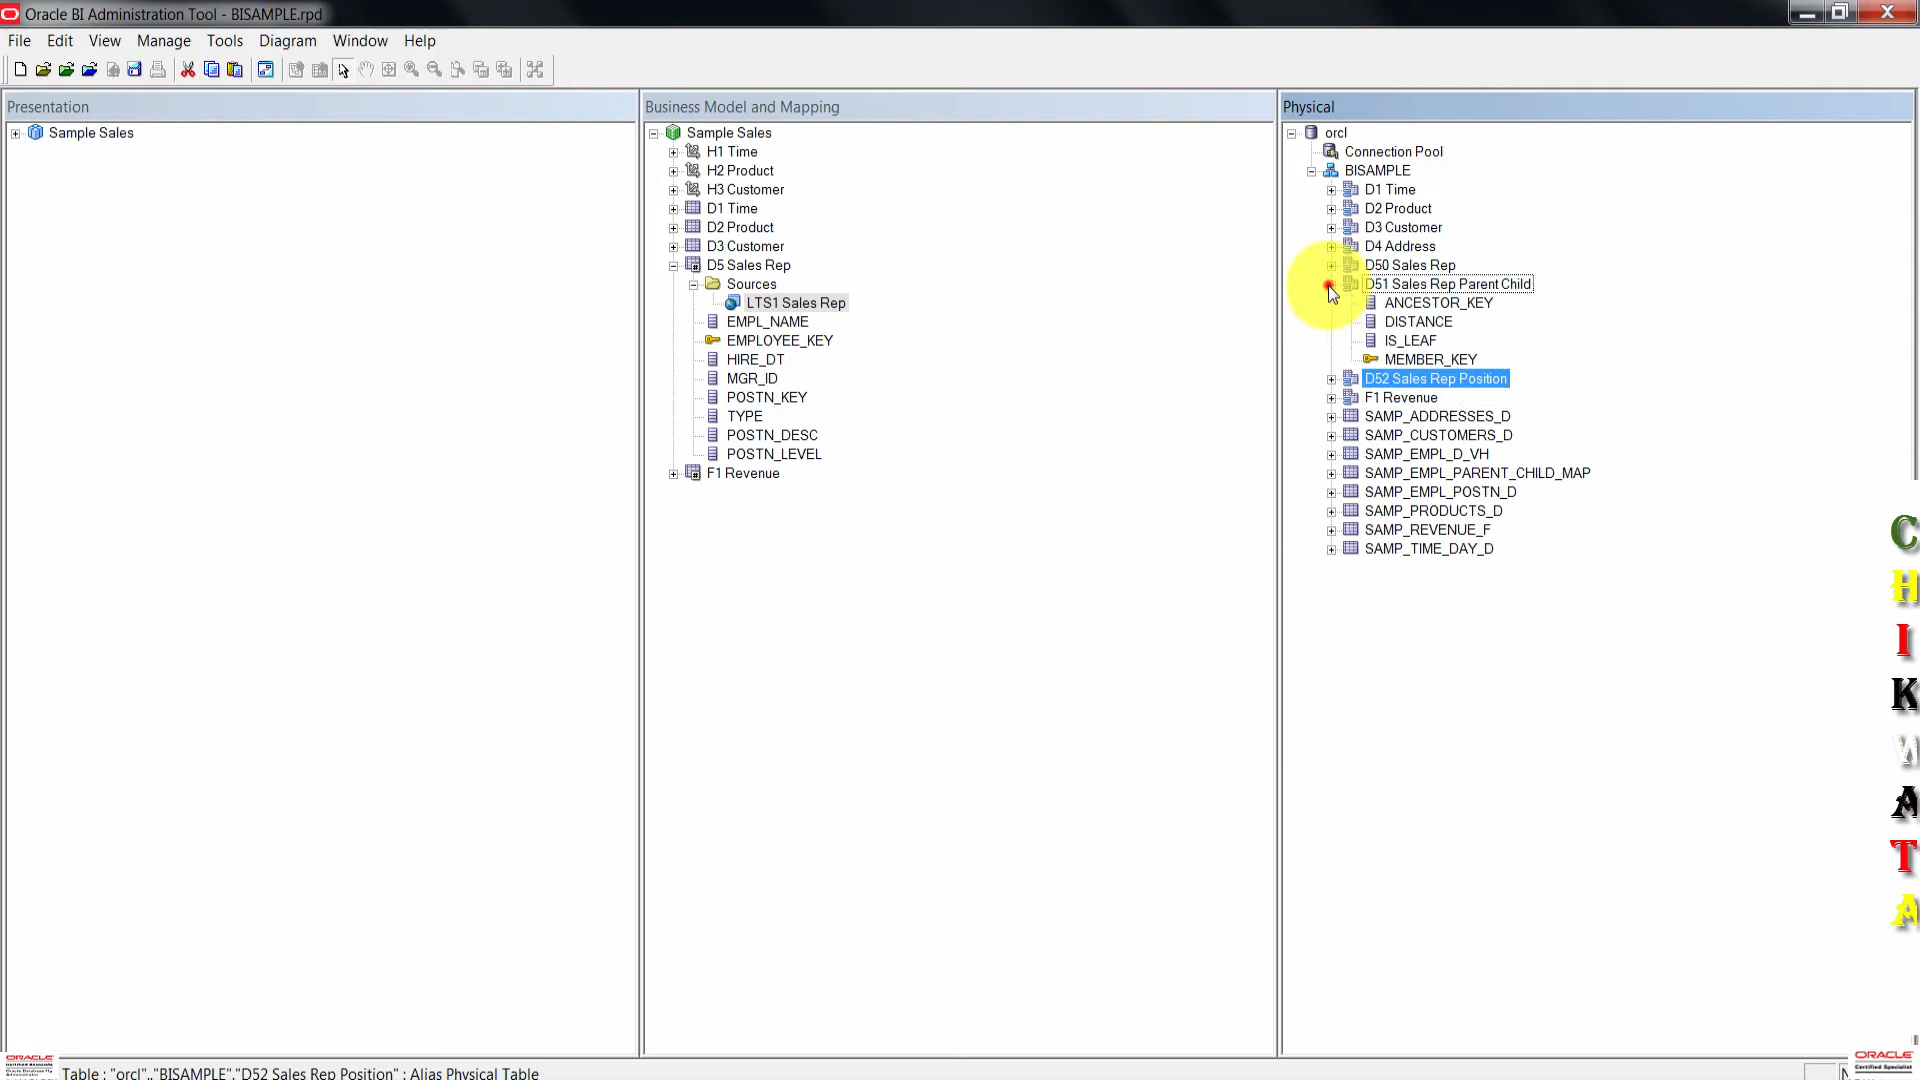 Oracle BI Administration Tool - BISAMPLE.rpd
File Edit View Manage Tools Diagram Window Help
Presentation
Sample Sales
Business Model and Mapping
Sample Sales
H1 Time
H2 Product
H3 Customer
D1 Time
D2 Product
D3 Customer
D5 Sales Rep
Sources
LTS1 Sales Rep
EMPL_NAME
EMPLOYEE_KEY
HIRE_DT
MGR_ID
POSTN_KEY
TYPE
POSTN_DESC
POSTN_LEVEL
F1 Revenue
Physical
orcl
Connection Pool
BISAMPLE
D1 Time
D2 Product
D3 Customer
D4 Address
D50 Sales Rep
D51 Sales Rep Parent Child
ANCESTOR_KEY
DISTANCE
IS_LEAF
MEMBER_KEY
D52 Sales Rep Position
F1 Revenue
SAMP_ADDRESSES_D
SAMP_CUSTOMERS_D
SAMP_EMPL_D_VH
SAMP_EMPL_PARENT_CHILD_MAP
SAMP_EMPL_POSTN_D
SAMP_PRODUCTS_D
SAMP_REVENUE_F
SAMP_TIME_DAY_D
C
H
I
K
W
A
T
A
ORACLE
Table : "orcl".."BISAMPLE"."D52 Sales Rep Position" : Alias Physical Table
ORACLE
Certified Specialist